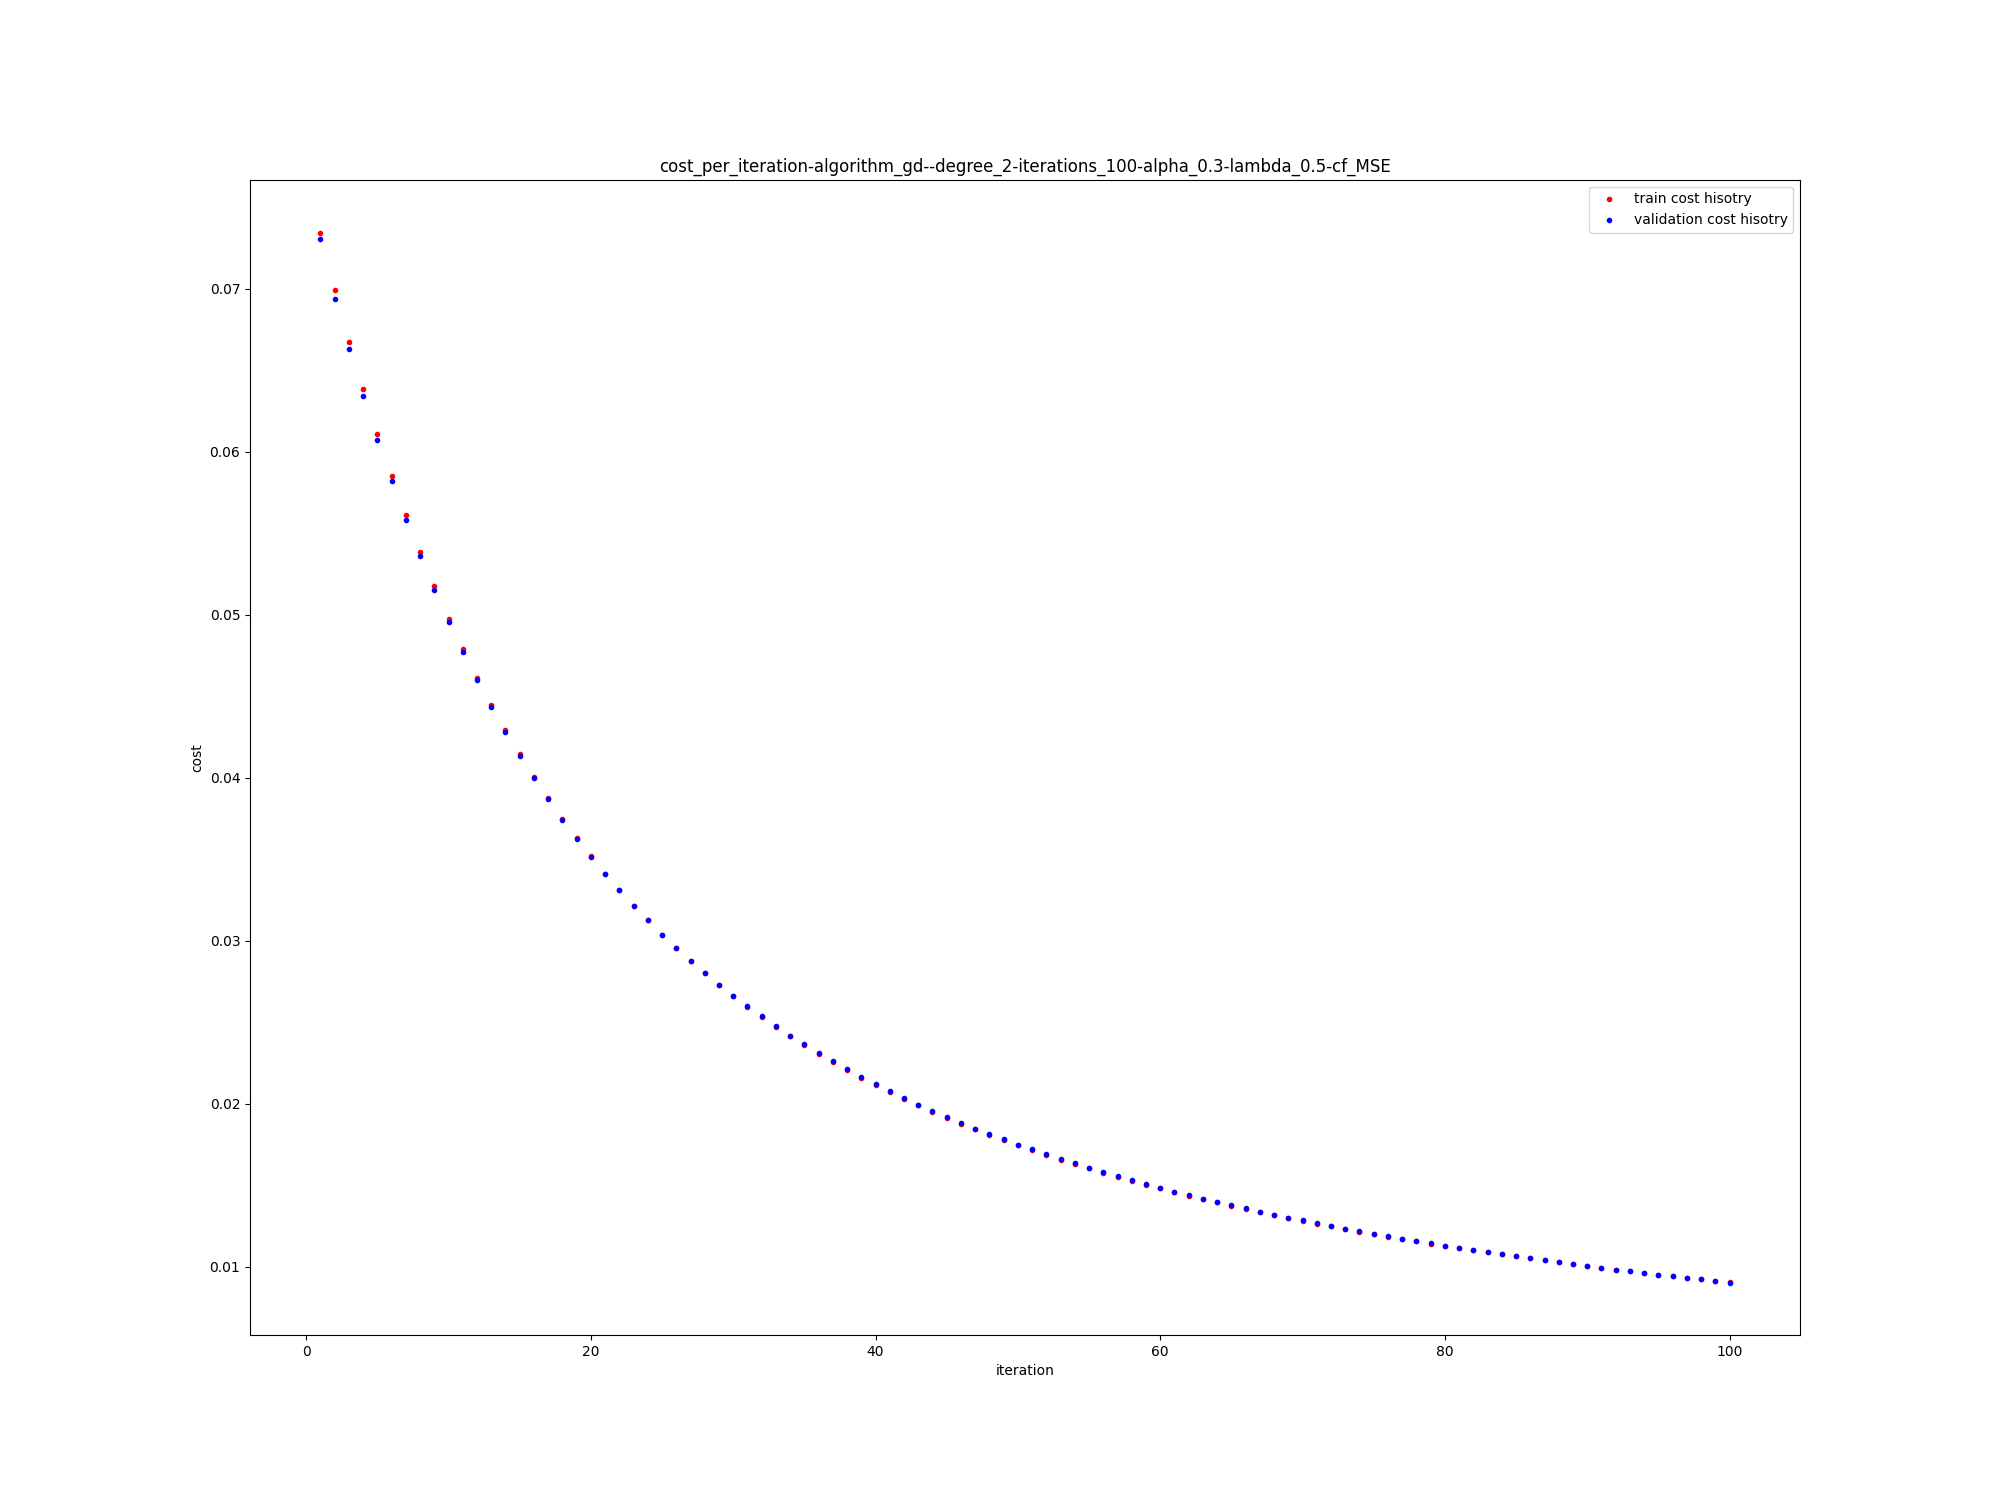 cost_per_iteration-algorithm_gd--degree_2-iterations_100-alpha_0.3-lambda_0.5-cf_MSE
train cost hisotry
validation cost hisotry
0.07
0.06
0.05
0.04
0.03
0.02
0.01
cost
0 20 40 60 80 100
iteration